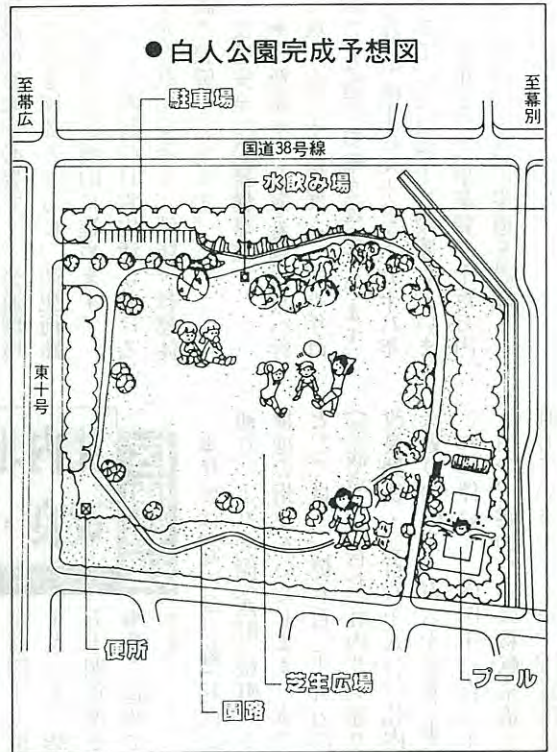 ●白人公園完成予想図
至帯広
駐車場
至幕別
国道38号線
水飲み場
東十号
便所
芝生広場
園路
プール